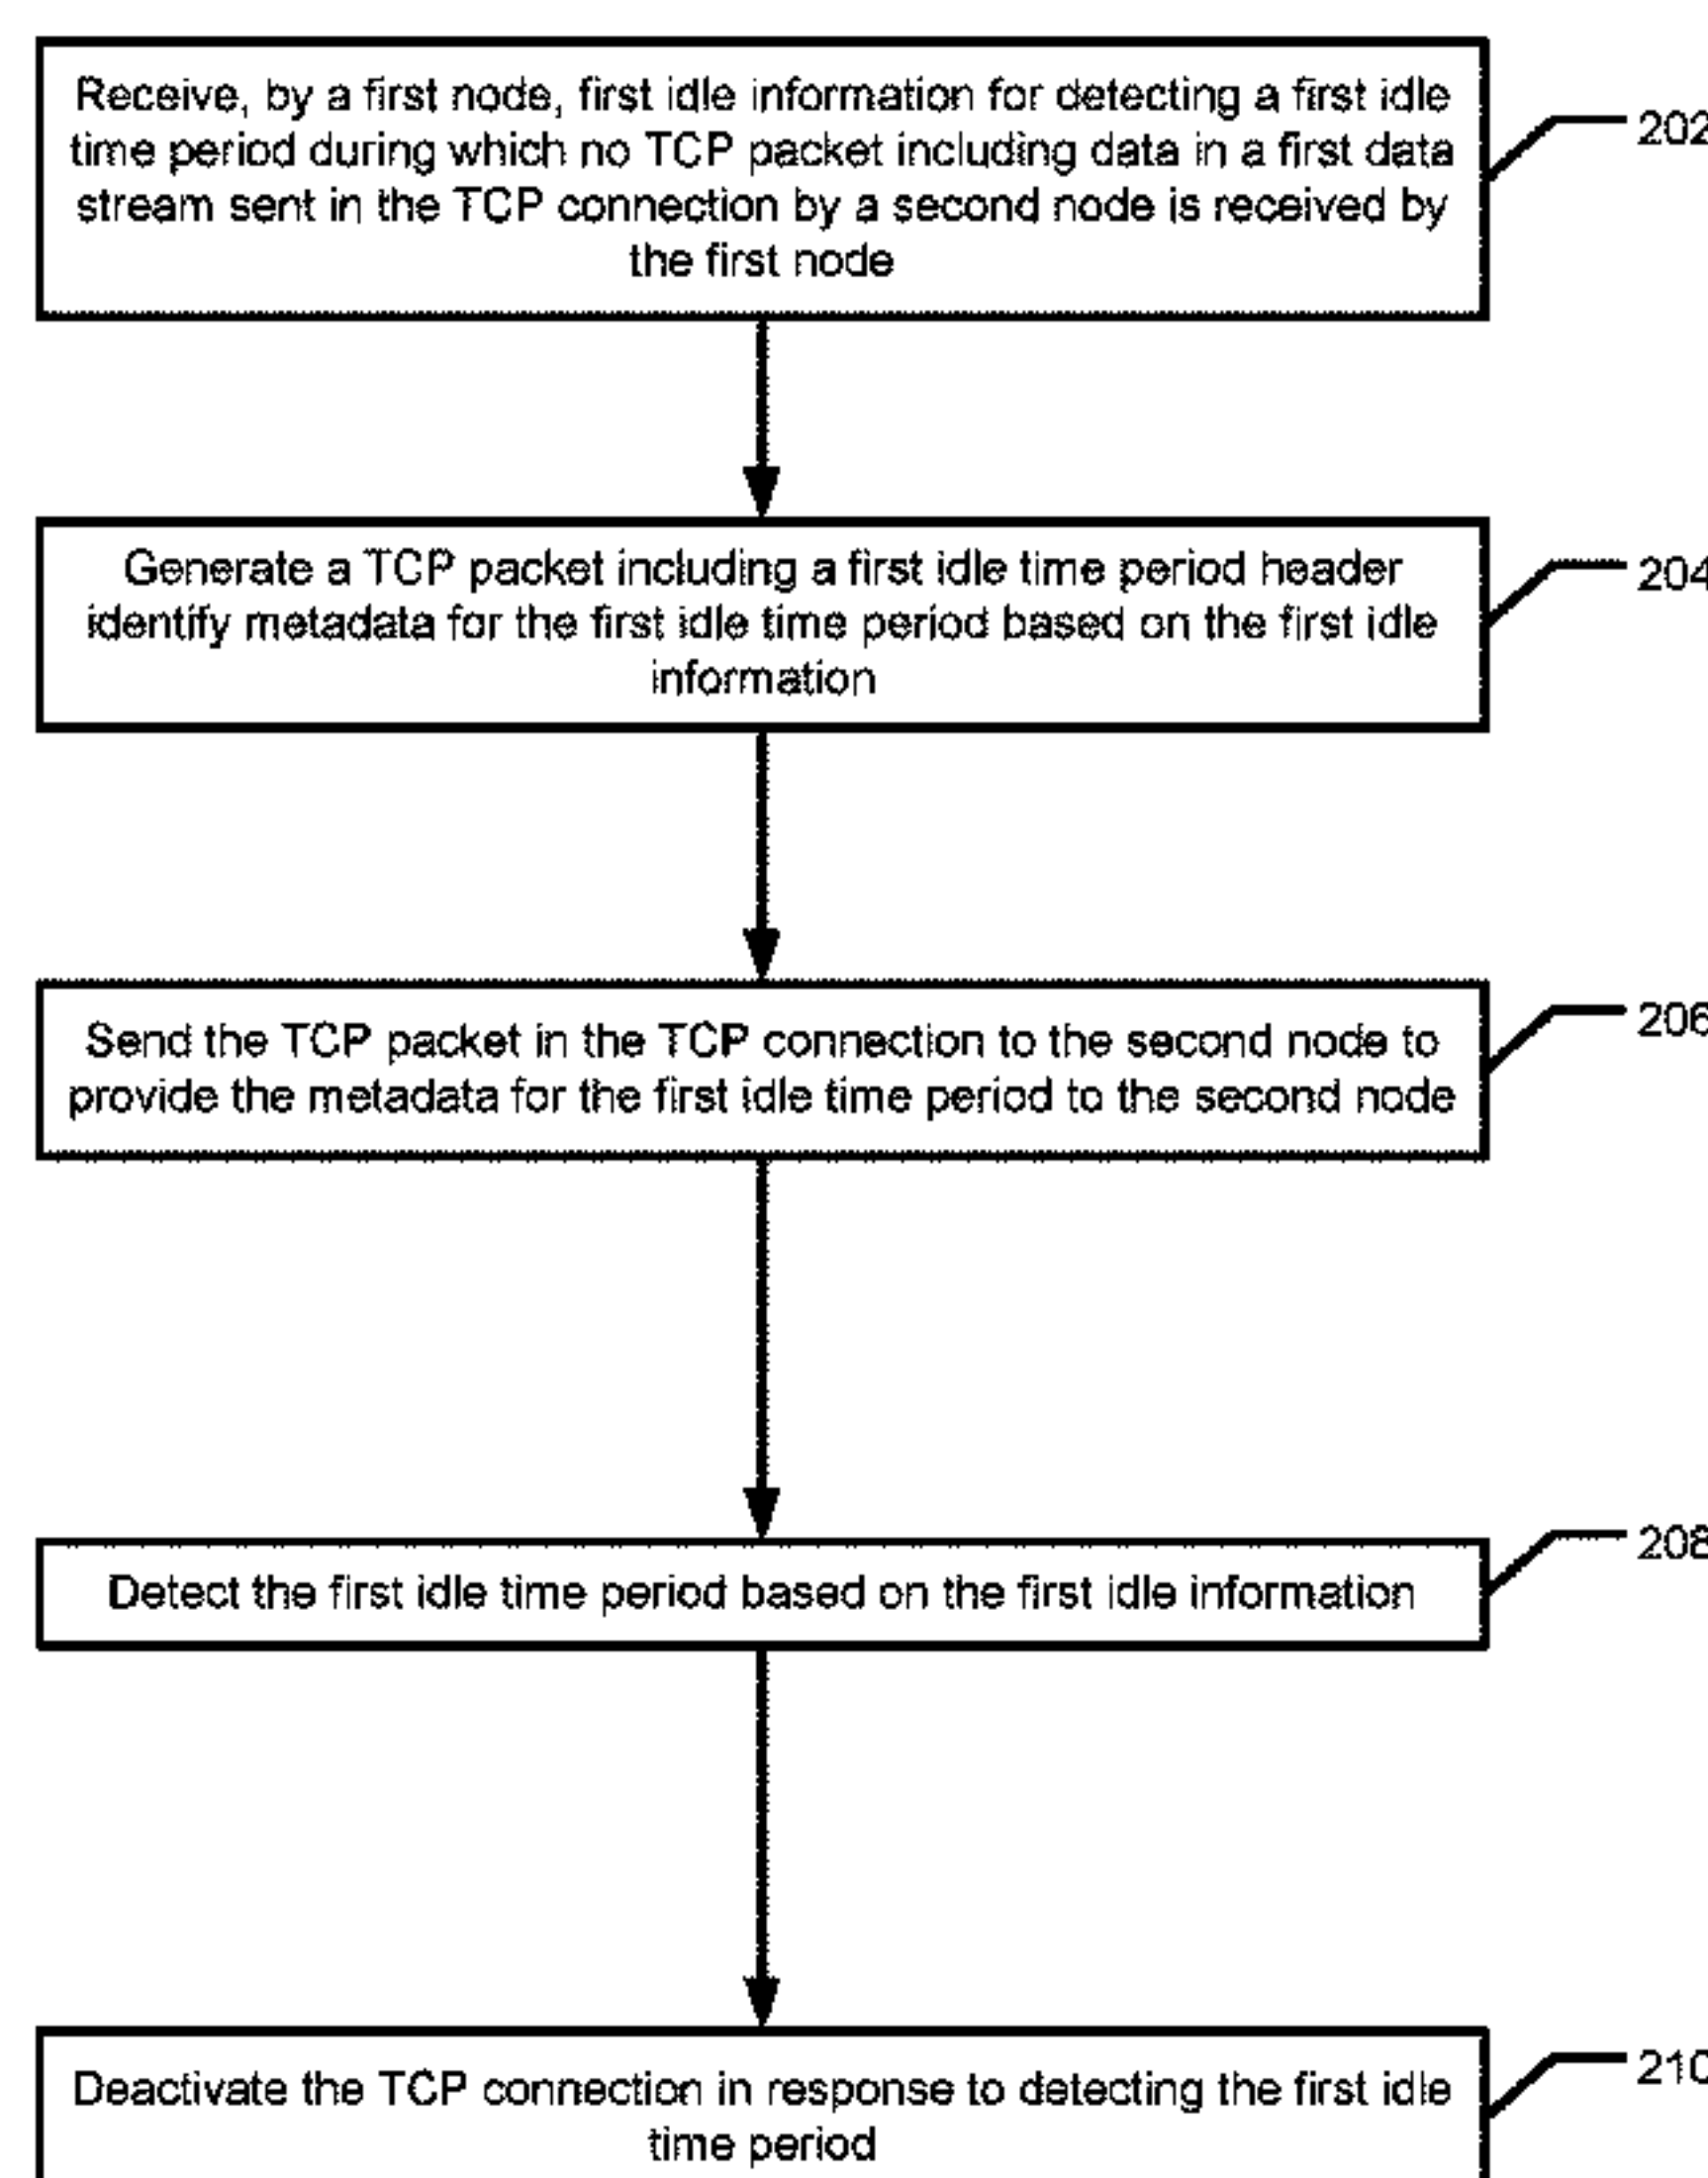 Receive, by a first node, first idle information for detecting a first idle
time period during which no TCP packet including data in a first data
stream sent in the TCP connection by a second node is received by
the first node
202
Generate a TCP packet including a first idle time period header
identify metadata for the first idle time period based on the first idle
information
204
Send the TCP packet in the TCP connection to the second node to
provide the metadata for the first idle time period to the second node
206
Detect the first idle time period based on the first idle information
208
Deactivate the TCP connection in response to detecting the first idle
time period
210